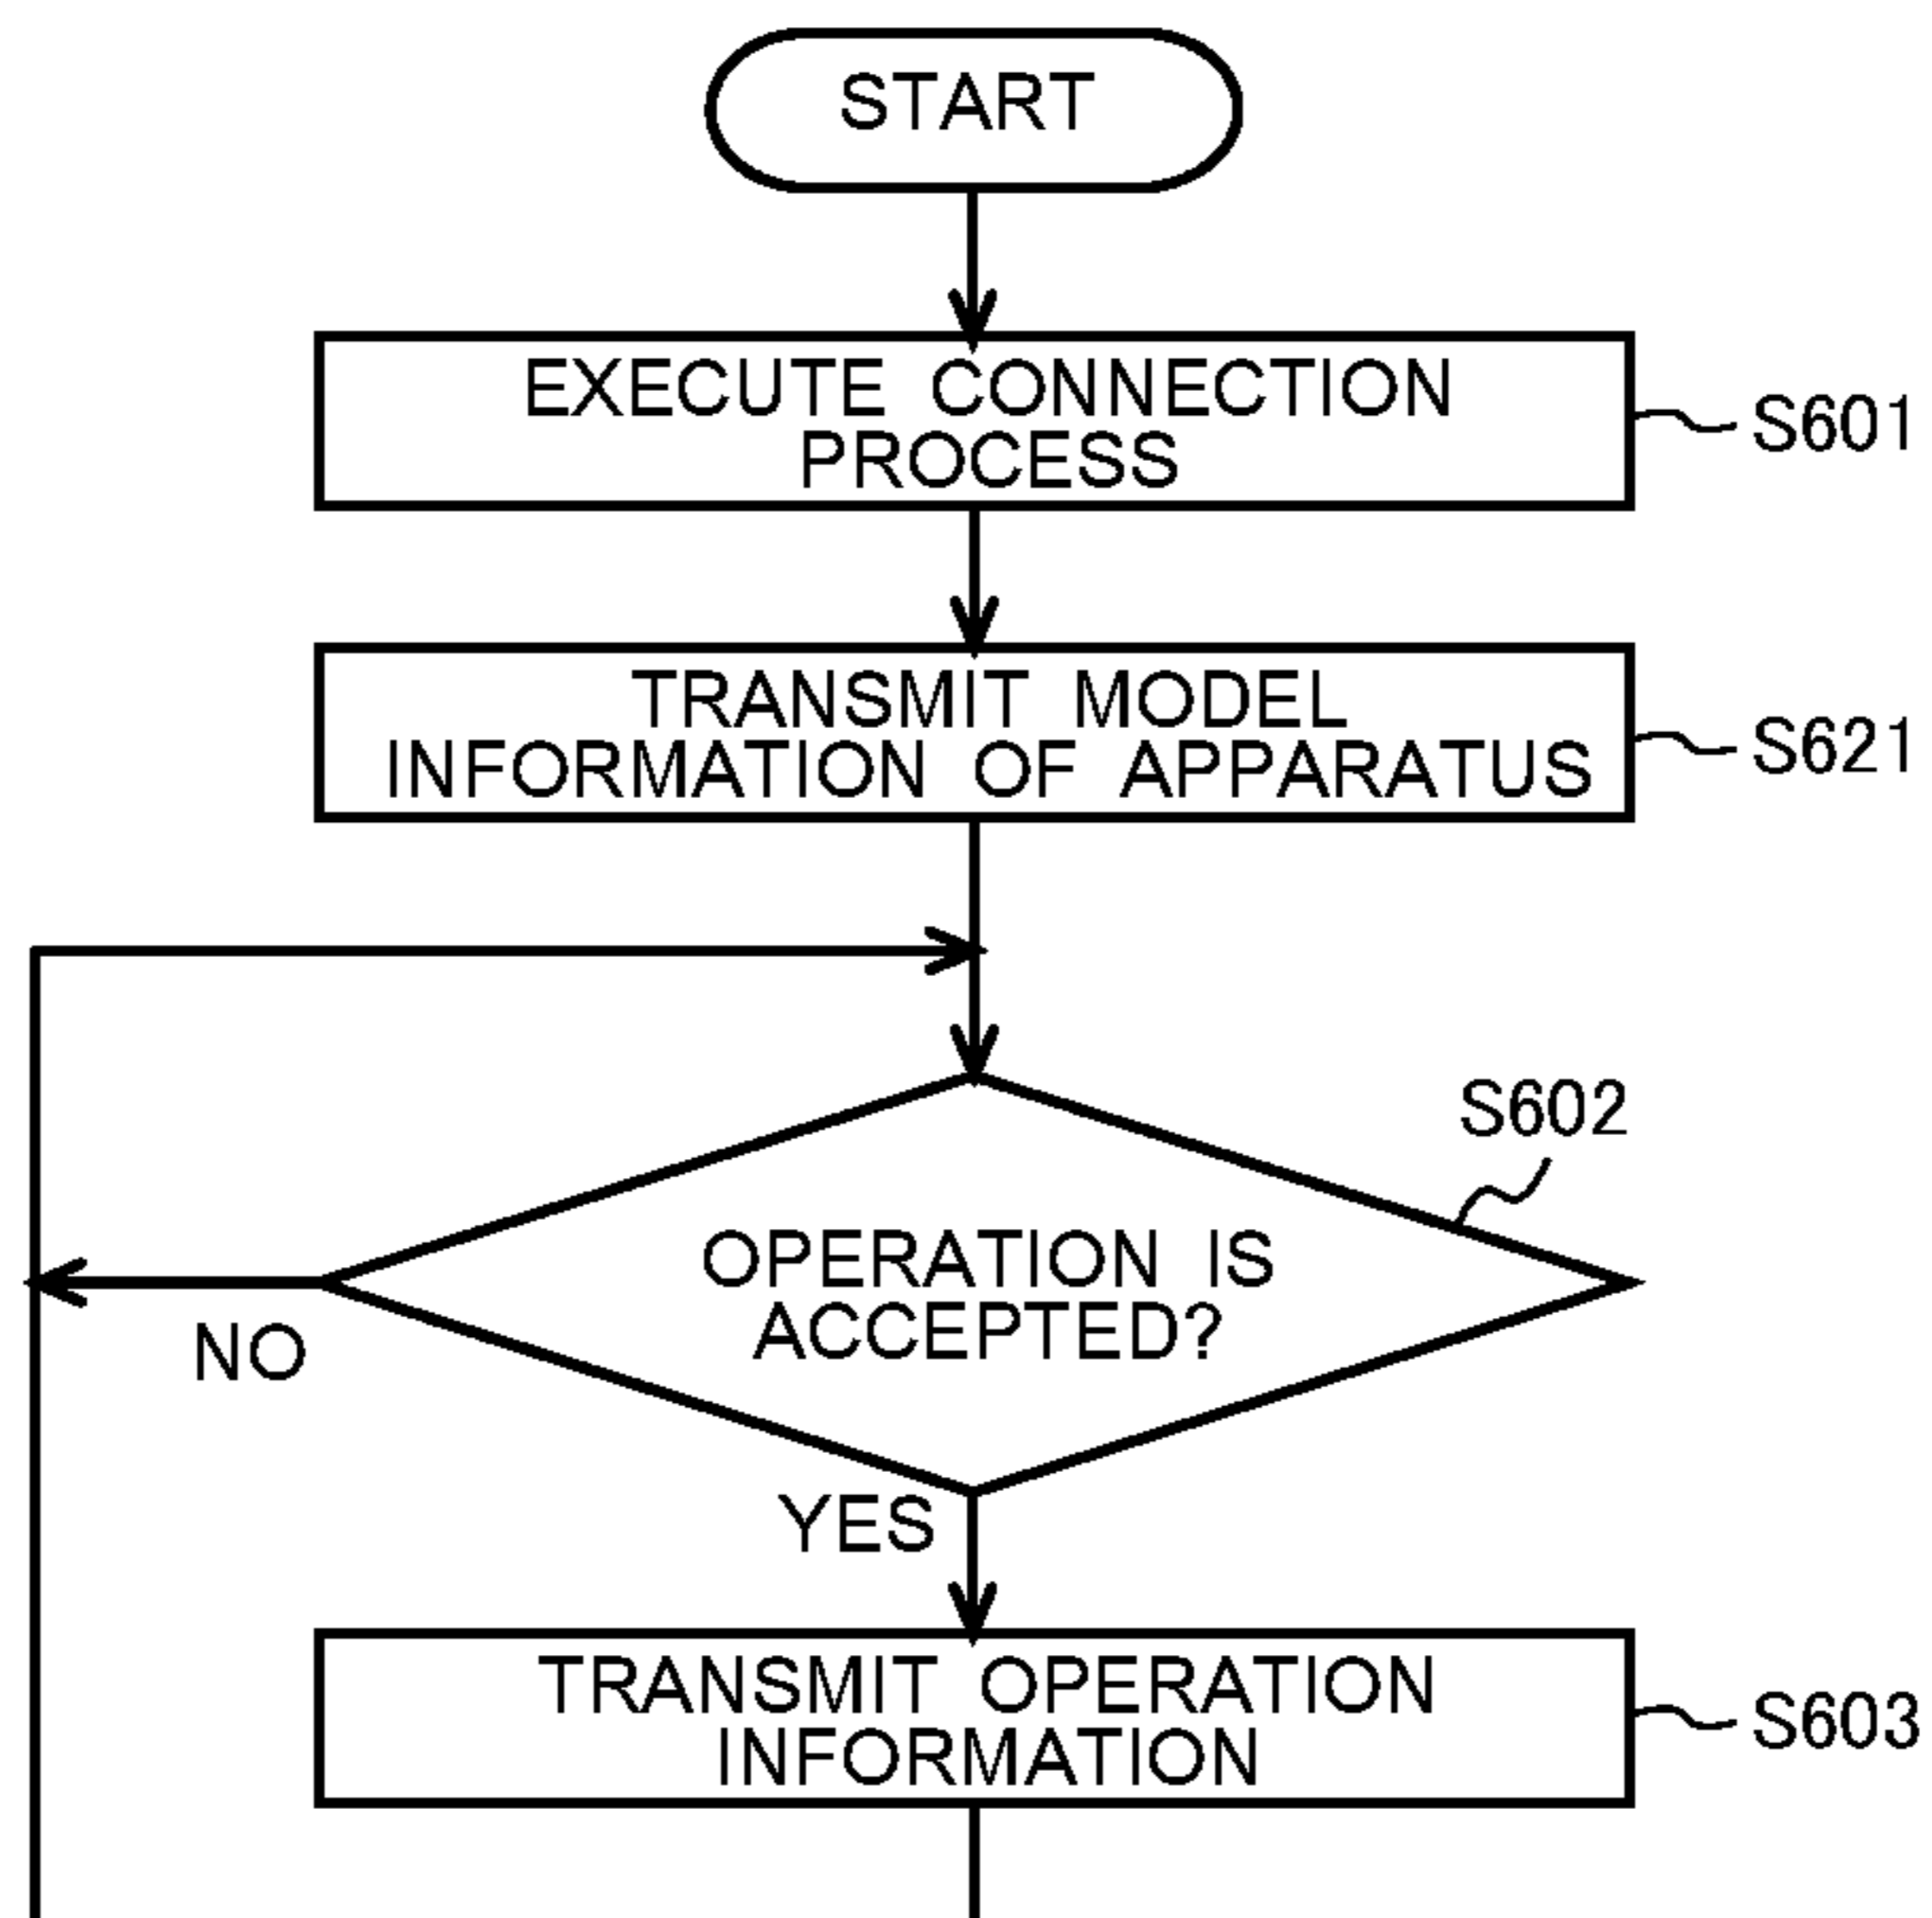 START
EXECUTE CONNECTION
PROCESS
S601
TRANSMIT MODEL
INFORMATION OF APPARATUS
S621
S602
OPERATION IS
ACCEPTED?
NO
YES
TRANSMIT OPERATION
INFORMATION
S603